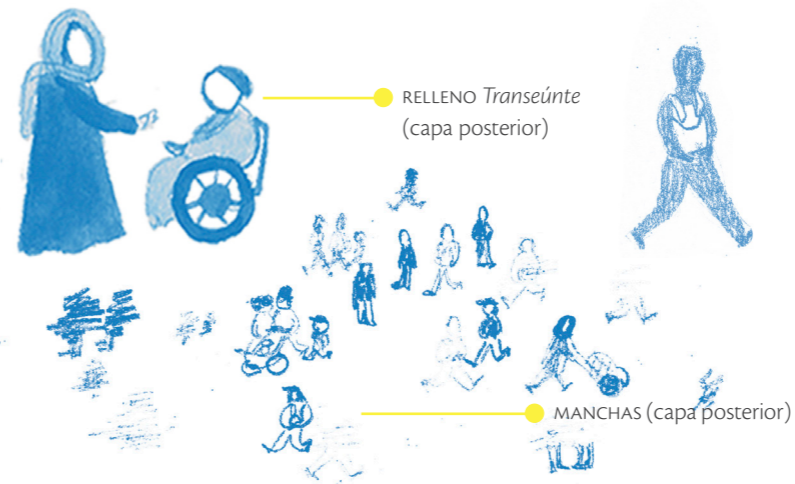 RELLENO Transeúnte
(capa posterior)
MANCHAS (capa posterior)